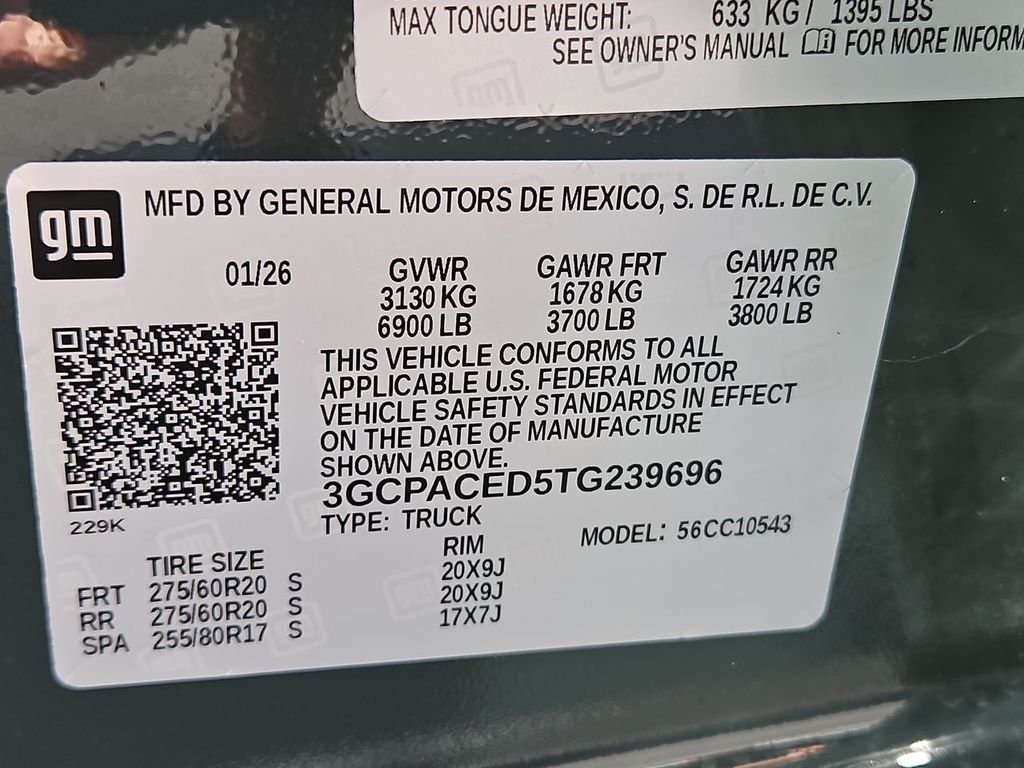 MAX TONGUE WEIGHT: 633 KG / 1395 LBS
SEE OWNER'S MANUAL FOR MORE INFORM
gm
MFD BY GENERAL MOTORS DE MEXICO, S. DE R.L. DE C.V.
01/26 GVWR GAWR FRT GAWR RR
3130 KG 1678 KG 1724 KG
6900 LB 3700 LB 3800 LB
THIS VEHICLE CONFORMS TO ALL
APPLICABLE U.S. FEDERAL MOTOR
VEHICLE SAFETY STANDARDS IN EFFECT
ON THE DATE OF MANUFACTURE
SHOWN ABOVE.
3GCPACED5TG239696
229K
TYPE: TRUCK MODEL: 56CC10543
TIRE SIZE RIM
FRT 275/60R20 S 20X9J
RR 275/60R20 S 20X9J
SPA 255/80R17 S 17X7J